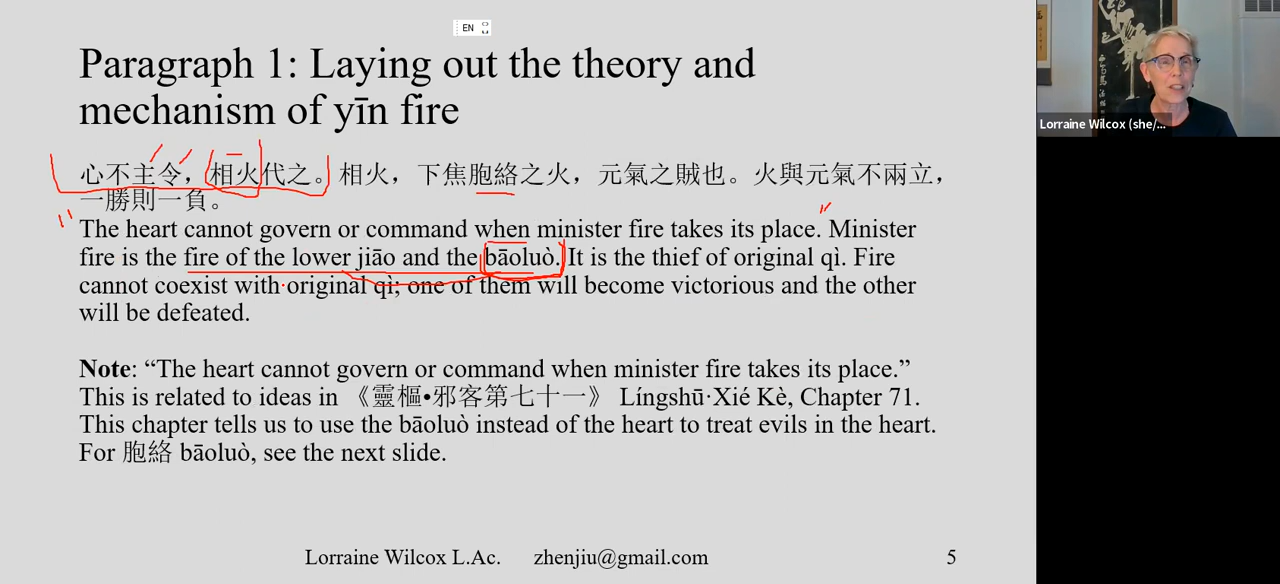 EN
Paragraph 1: Laying out the theory and
mechanism of yīn fire
心不主令，相火代之。相火，下焦胞絡之火，元氣之賊也。火與元氣不兩立，
一勝則一負。
The heart cannot govern or command when minister fire takes its place. Minister
fire is the fire of the lower jiāo and the bāoluò. It is the thief of original qì. Fire
cannot coexist with original qì; one of them will become victorious and the other
will be defeated.
Note: “The heart cannot govern or command when minister fire takes its place.”
This is related to ideas in 《靈樞•邪客第七十一》 Língshū·Xié Kè, Chapter 71.
This chapter tells us to use the bāoluò instead of the heart to treat evils in the heart.
For 胞絡 bāoluò, see the next slide.
Lorraine Wilcox L.Ac. zhenjiu@gmail.com 5
Lorraine Wilcox (she/...